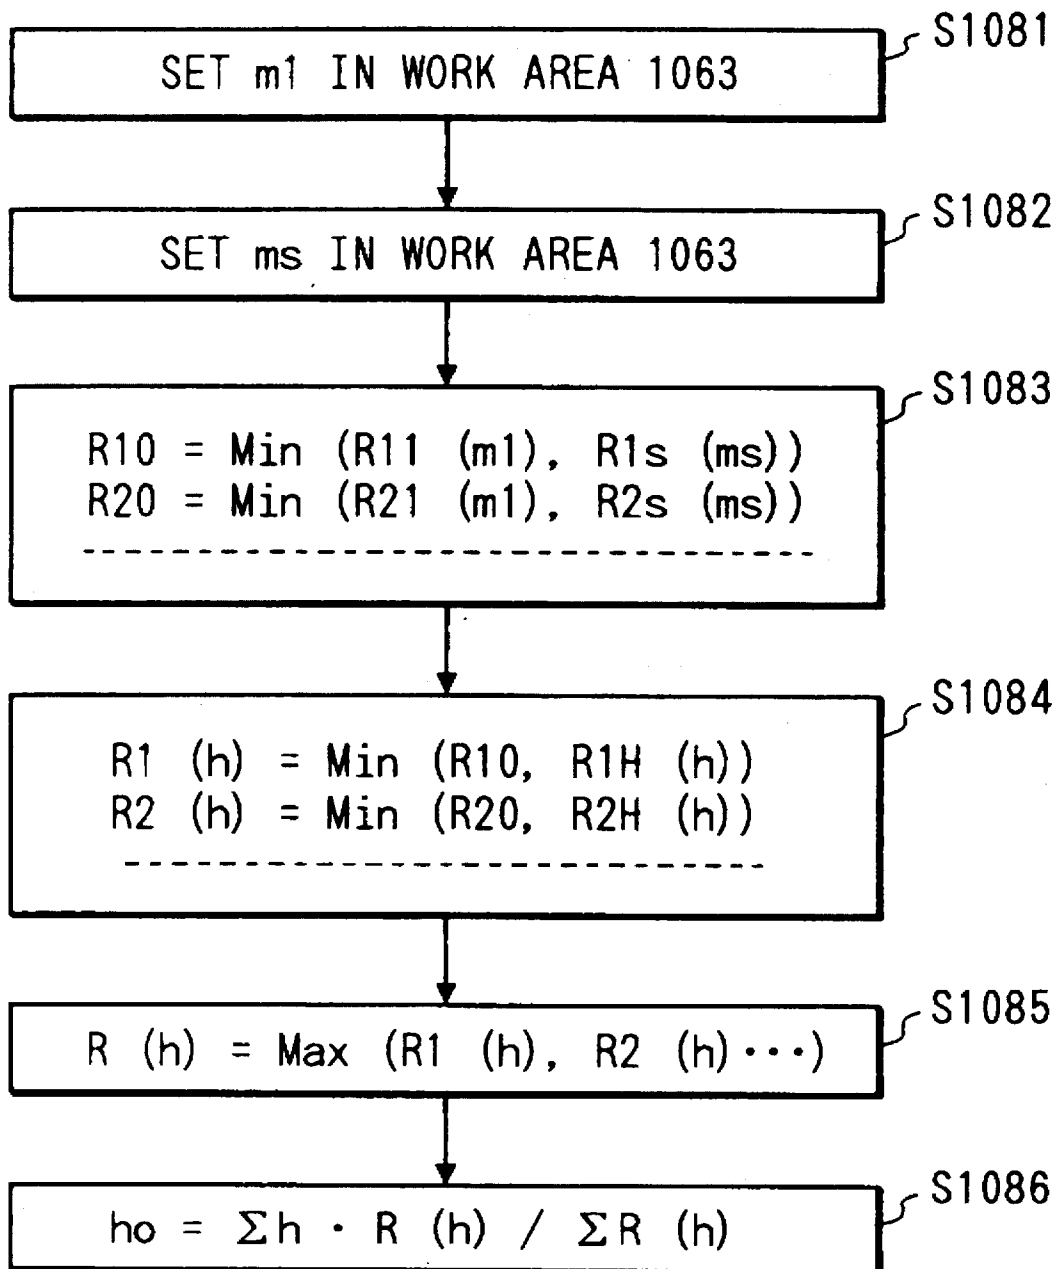 S1081
SET m1 IN WORK AREA 1063
S1082
SET ms IN WORK AREA 1063
S1083
R10 = Min (R11 (m1), R1s (ms))
R20 = Min (R21 (m1), R2s (ms))
S1084
R1 (h) = Min (R10, R1H (h))
R2 (h) = Min (R20, R2H (h))
S1085
R (h) = Max (R1 (h), R2 (h)···)
S1086
ho = Σh · R (h) / ΣR (h)